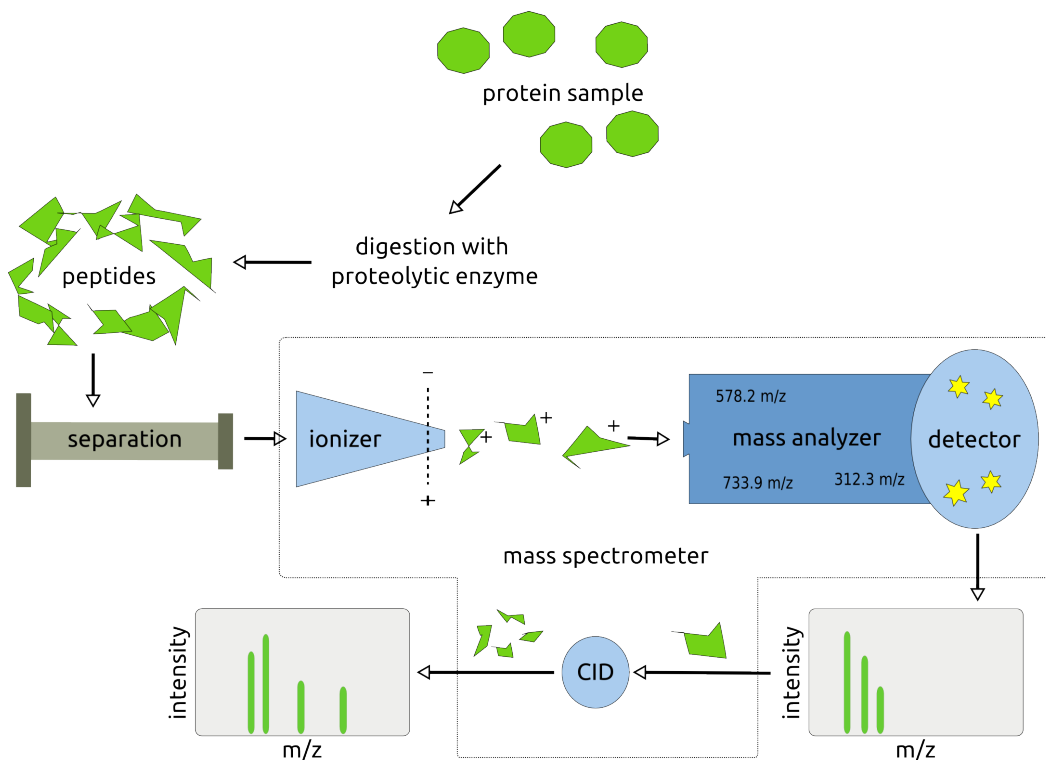 protein sample
digestion with
proteolytic enzyme
peptides
separation
ionizer
−
+
+
+
+
578.2 m/z
mass analyzer
733.9 m/z
312.3 m/z
detector
mass spectrometer
intensity
m/z
CID
intensity
m/z